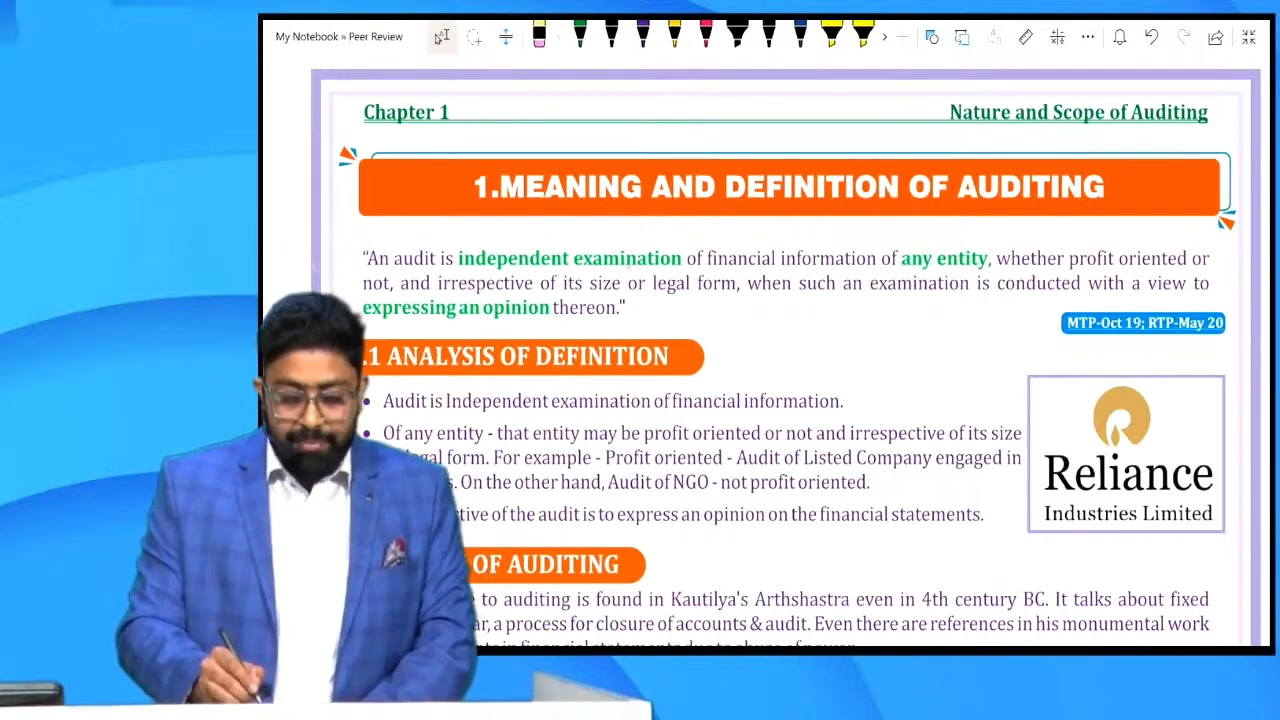 My Notebook » Peer Review
Chapter 1 Nature and Scope of Auditing
1.MEANING AND DEFINITION OF AUDITING
“An audit is independent examination of financial information of any entity, whether profit oriented or
not, and irrespective of its size or legal form, when such an examination is conducted with a view to
expressing an opinion thereon."
MTP-Oct 19; RTP-May 20
.1 ANALYSIS OF DEFINITION
• Audit is Independent examination of financial information.
• Of any entity - that entity may be profit oriented or not and irrespective of its size
legal form. For example - Profit oriented - Audit of Listed Company engaged in
s. On the other hand, Audit of NGO - not profit oriented.
tive of the audit is to express an opinion on the financial statements.
Reliance
Industries Limited
OF AUDITING
to auditing is found in Kautilya's Arthshastra even in 4th century BC. It talks about fixed
ar, a process for closure of accounts & audit. Even there are references in his monumental work